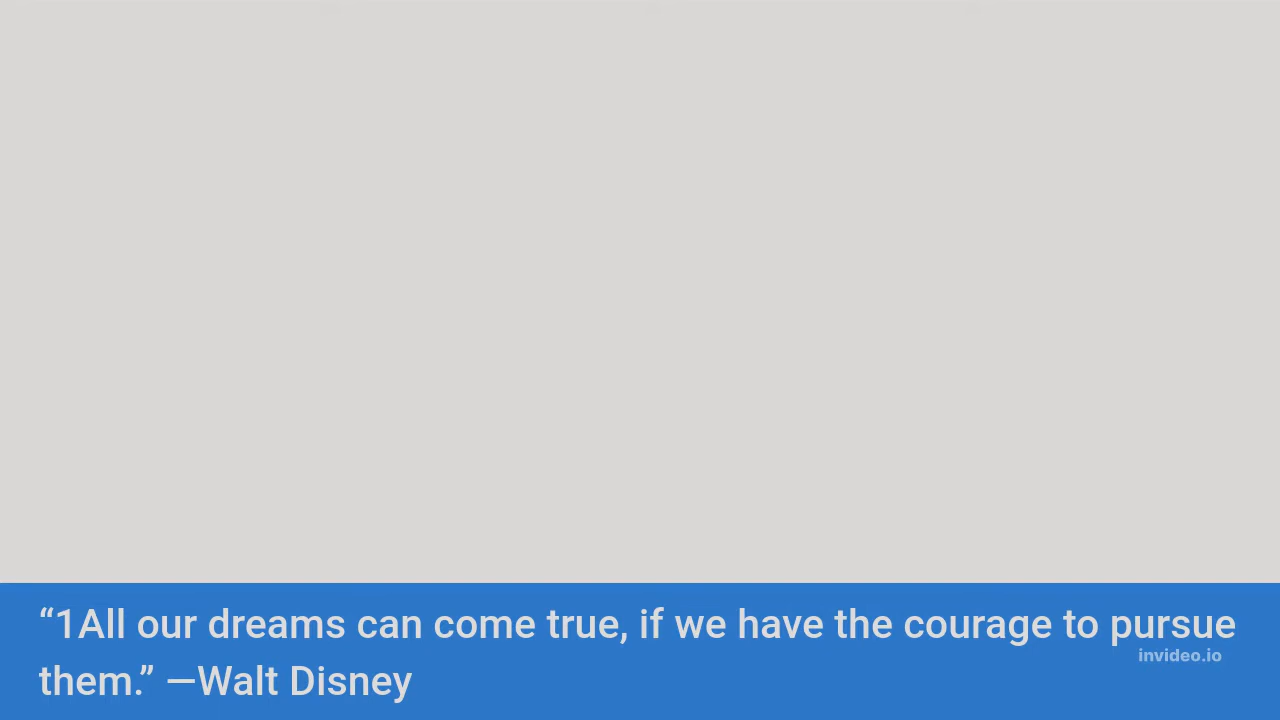 “1All our dreams can come true, if we have the courage to pursue
invideo.io
them.” —Walt Disney